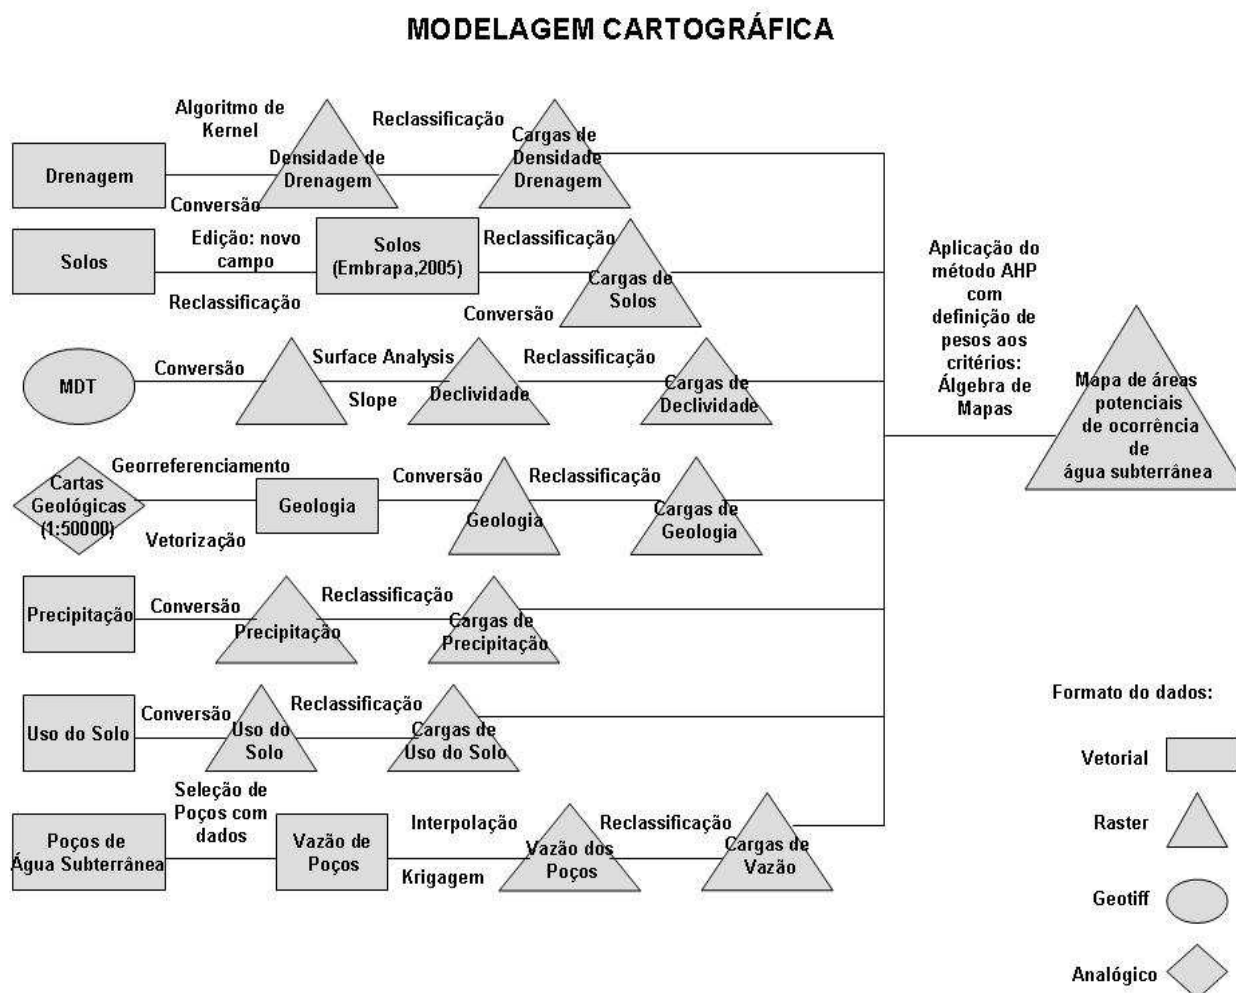 MODELAGEM CARTOGRÁFICA
Algoritmo de
Kernel
Reclassificação
Drenagem
Conversão
Densidade de
Drenagem
Cargas de
Densidade
Drenagem
Solos
Edição: novo
campo
Reclassificação
Solos
(Embrapa,2005)
Reclassificação
Conversão
Cargas de
Solos
MDT
Conversão
Surface Analysis
Slope
Declividade
Reclassificação
Cargas de
Declividade
Cartas
Geológicas
(1:50000)
Georreferenciamento
Vetorização
Geologia
Conversão
Geologia
Reclassificação
Cargas de
Geologia
Precipitação
Conversão
Precipitação
Reclassificação
Cargas de
Precipitação
Uso do Solo
Conversão
Uso do
Solo
Reclassificação
Cargas de
Uso do Solo
Poços de
Água Subterrânea
Seleção de
Poços com
dados
Vazão de
Poços
Interpolação
Krigagem
Vazão dos
Poços
Reclassificação
Cargas de
Vazão
Aplicação do
método AHP
com
definição de
pesos aos
critérios:
Álgebra de
Mapas
Mapa de áreas
potenciais
de ocorrência
de
água subterrânea
Formato do dados:
Vetorial
Raster
Geotiff
Analógico